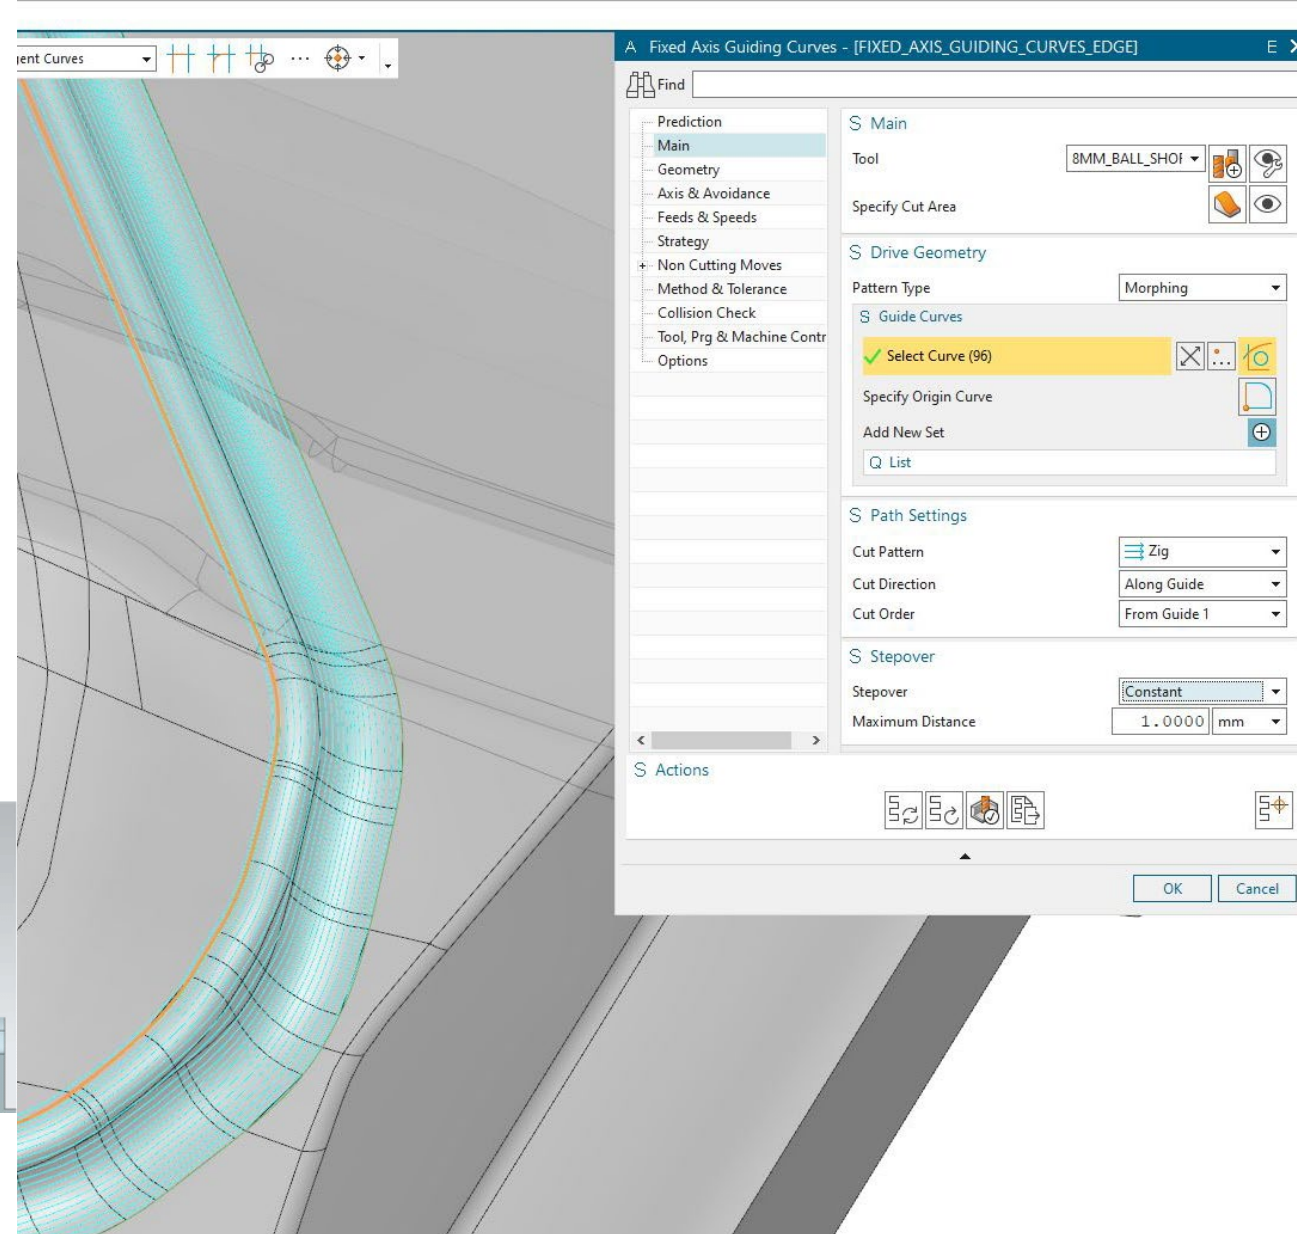 A Fixed Axis Guiding Curves - [FIXED_AXIS_GUIDING_CURVES_EDGE] E X
Curves
Find
Prediction
Main
Geometry
Axis & Avoidance
Feeds & Speeds
Strategy
Non Cutting Moves
Method & Tolerance
Collision Check
Tool, Prg & Machine Contr
Options
S Main
Tool 8MM_BALL_SHOF
Specify Cut Area
S Drive Geometry
Pattern Type Morphing
S Guide Curves
Select Curve (96)
Specify Origin Curve
Add New Set
Q List
S Path Settings
Cut Pattern Zig
Cut Direction Along Guide
Cut Order From Guide 1
S Stepover
Stepover Constant
Maximum Distance 1.0000 mm
S Actions
OK Cancel